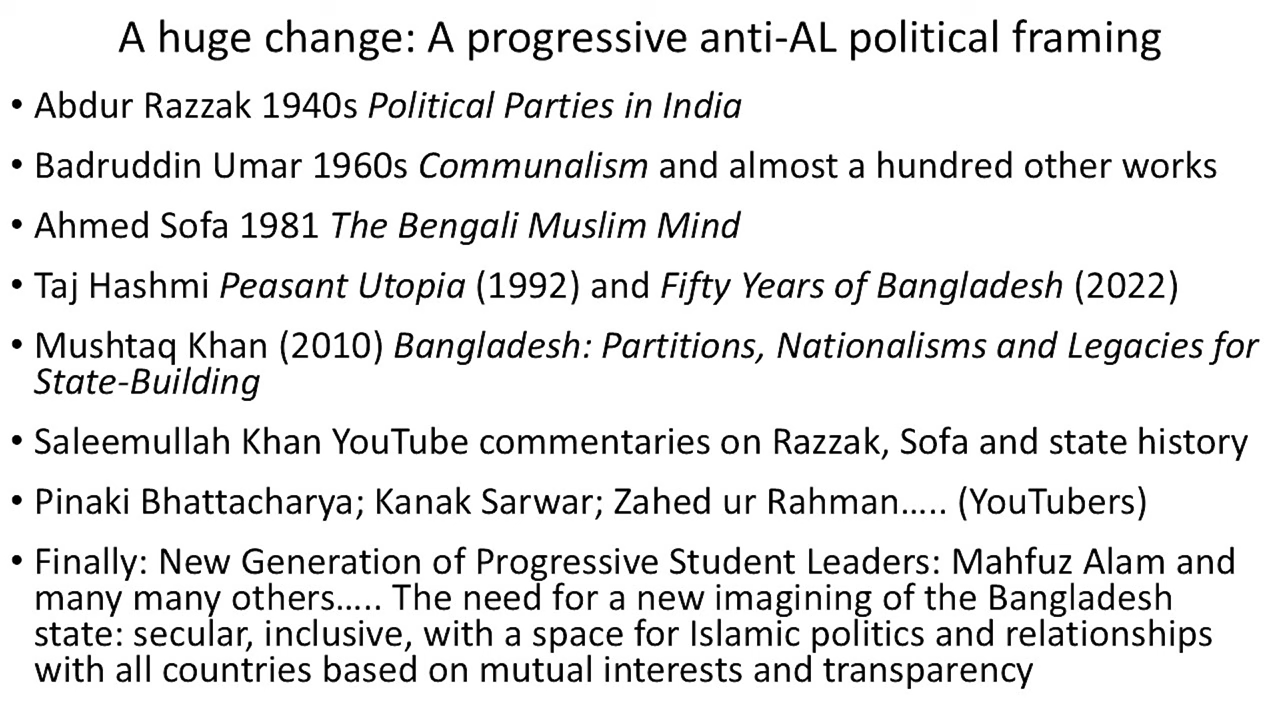 A huge change: A progressive anti-AL political framing
• Abdur Razzak 1940s Political Parties in India
• Badruddin Umar 1960s Communalism and almost a hundred other works
• Ahmed Sofa 1981 The Bengali Muslim Mind
• Taj Hashmi Peasant Utopia (1992) and Fifty Years of Bangladesh (2022)
• Mushtaq Khan (2010) Bangladesh: Partitions, Nationalisms and Legacies for
State-Building
• Saleemullah Khan YouTube commentaries on Razzak, Sofa and state history
• Pinaki Bhattacharya; Kanak Sarwar; Zahed ur Rahman..... (YouTubers)
• Finally: New Generation of Progressive Student Leaders: Mahfuz Alam and
many many others..... The need for a new imagining of the Bangladesh
state: secular, inclusive, with a space for Islamic politics and relationships
with all countries based on mutual interests and transparency